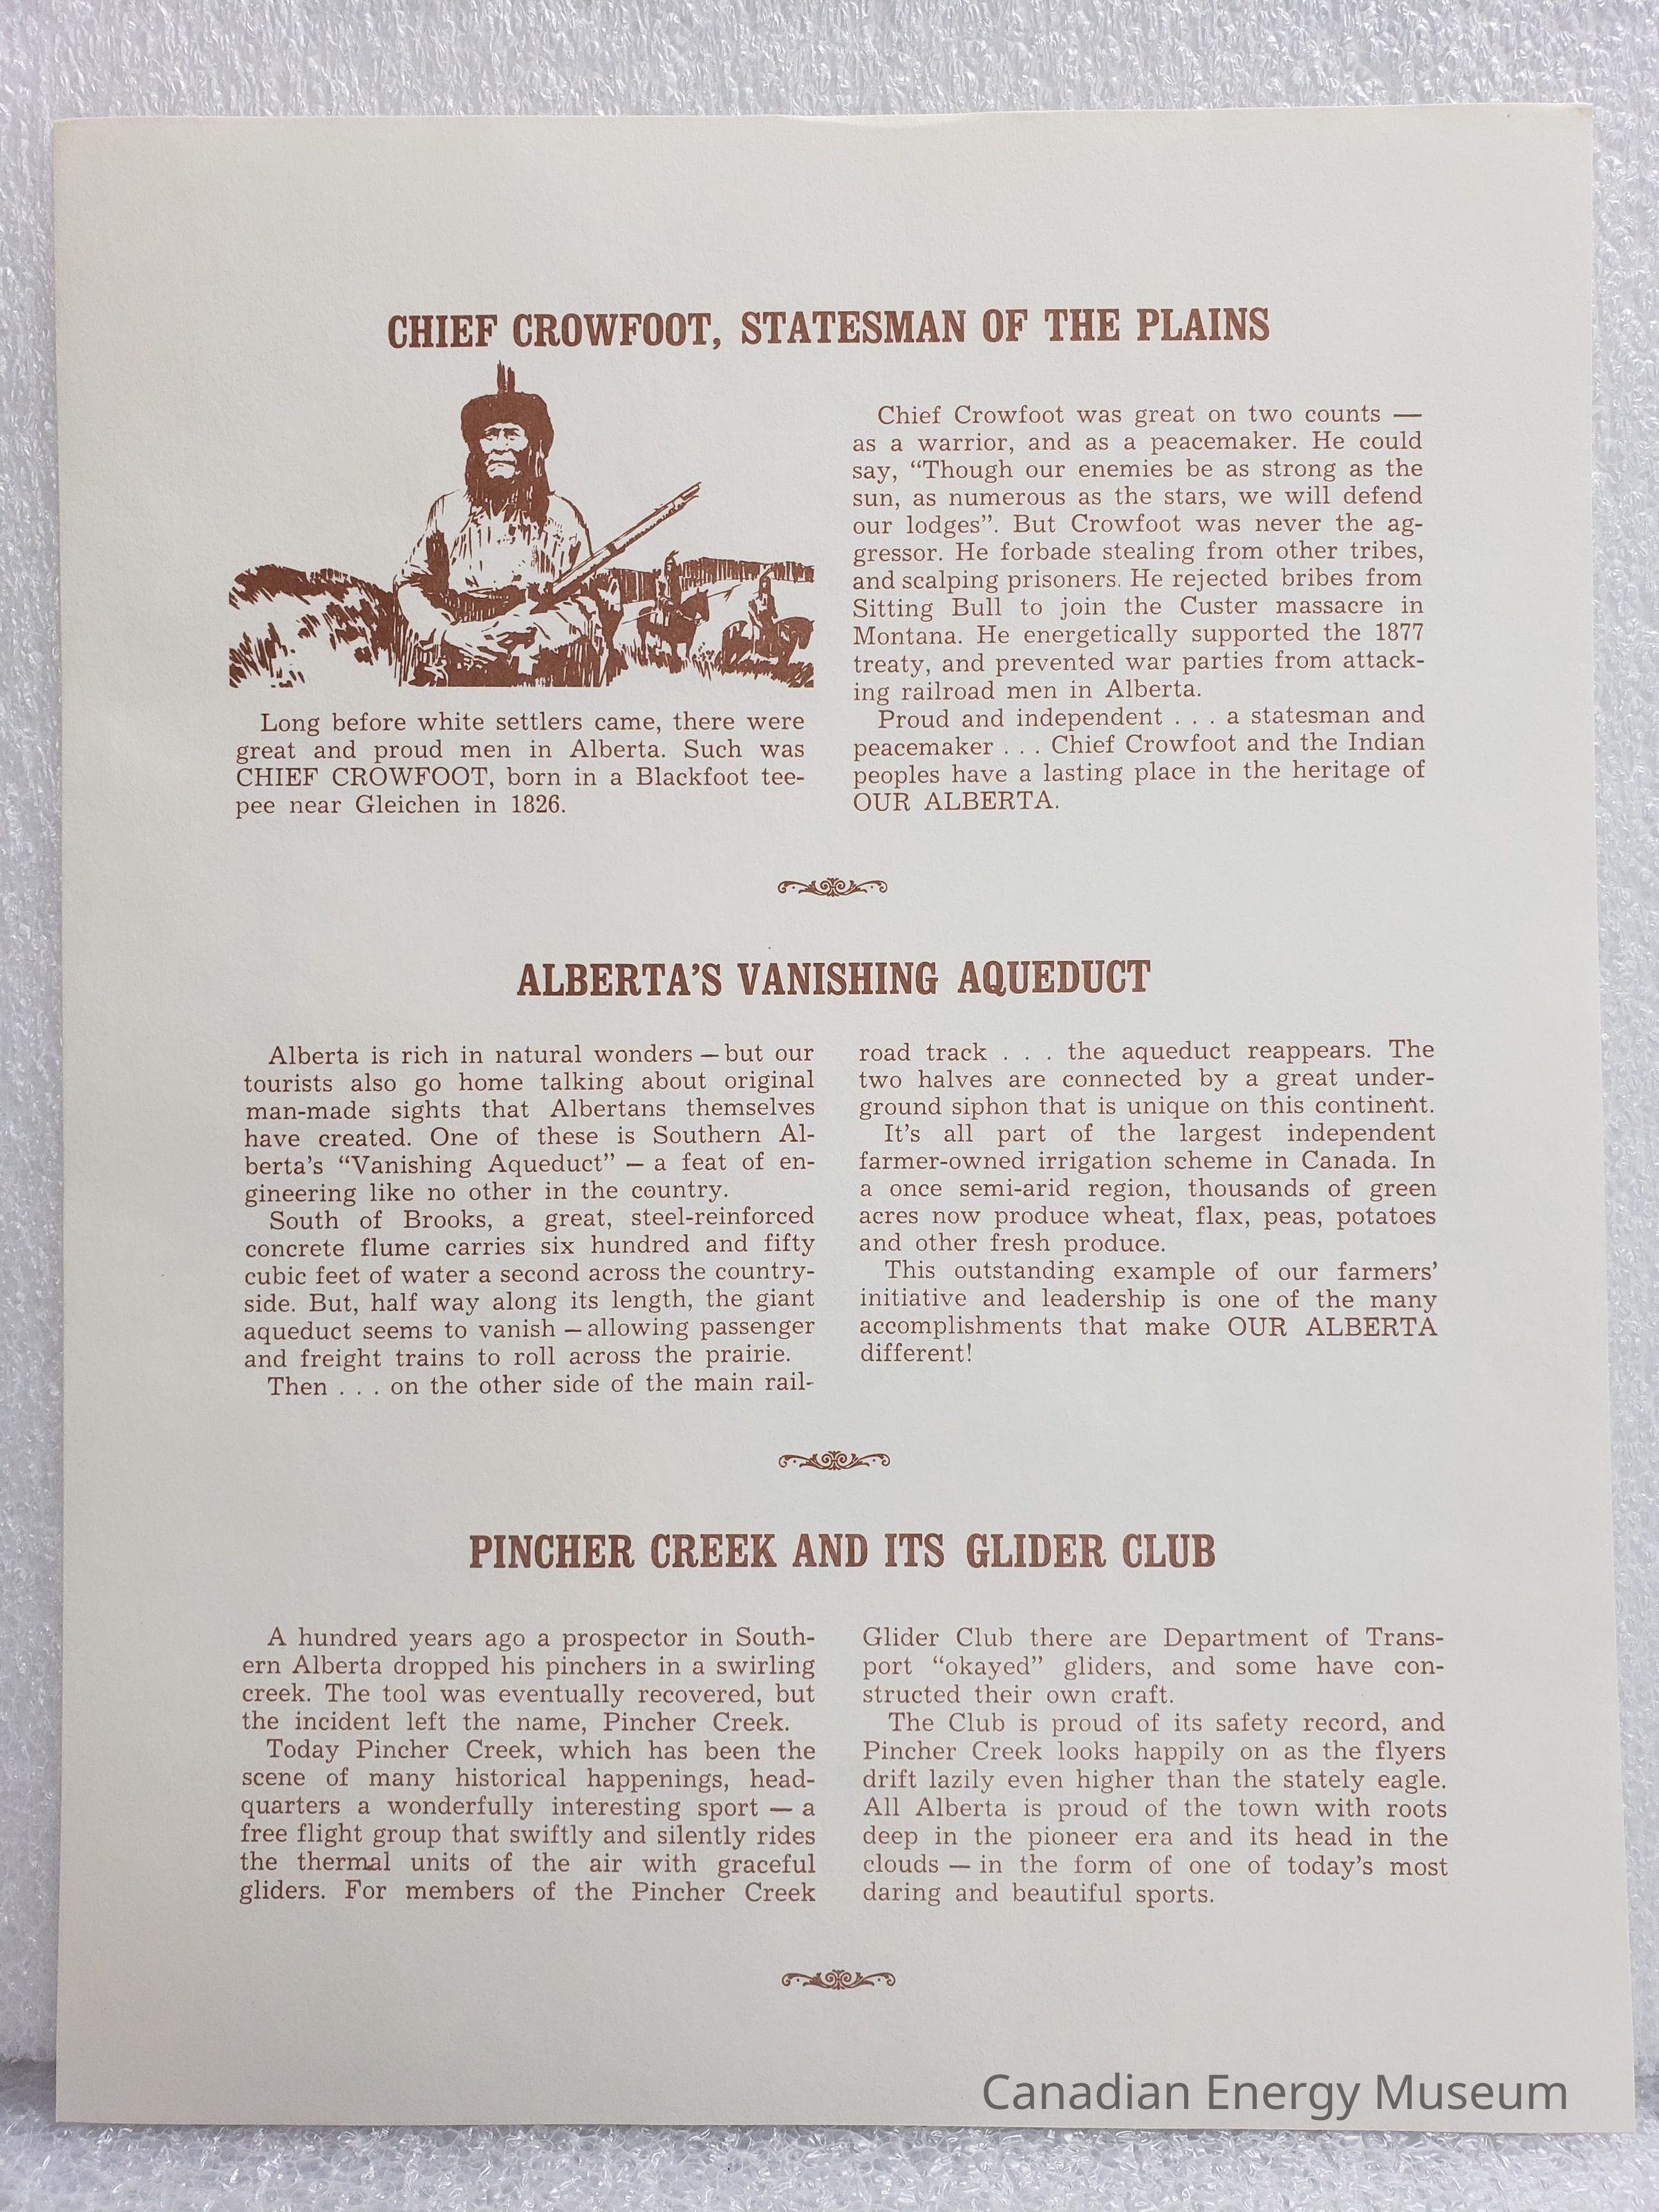 CHIEF CROWFOOT, STATESMAN OF THE PLAINS
Long before white settlers came, there were
great and proud men in Alberta. Such was
CHIEF CROWFOOT, born in a Blackfoot tee-
pee near Gleichen in 1826.
Chief Crowfoot was great on two counts —
as a warrior, and as a peacemaker. He could
say, “Though our enemies be as strong as the
sun, as numerous as the stars, we will defend
our lodges”. But Crowfoot was never the ag-
gressor. He forbade stealing from other tribes,
and scalping prisoners. He rejected bribes from
Sitting Bull to join the Custer massacre in
Montana. He energetically supported the 1877
treaty, and prevented war parties from attack-
ing railroad men in Alberta.
Proud and independent . . . a statesman and
peacemaker . . . Chief Crowfoot and the Indian
peoples have a lasting place in the heritage of
OUR ALBERTA.
ALBERTA’S VANISHING AQUEDUCT
Alberta is rich in natural wonders — but our
tourists also go home talking about original
man-made sights that Albertans themselves
have created. One of these is Southern Al-
berta’s “Vanishing Aqueduct” — a feat of en-
gineering like no other in the country.
South of Brooks, a great, steel-reinforced
concrete flume carries six hundred and fifty
cubic feet of water a second across the country-
side. But, half way along its length, the giant
aqueduct seems to vanish — allowing passenger
and freight trains to roll across the prairie.
Then . . . on the other side of the main rail-
road track . . . the aqueduct reappears. The
two halves are connected by a great under-
ground siphon that is unique on this continent.
It’s all part of the largest independent
farmer-owned irrigation scheme in Canada. In
a once semi-arid region, thousands of green
acres now produce wheat, flax, peas, potatoes
and other fresh produce.
This outstanding example of our farmers’
initiative and leadership is one of the many
accomplishments that make OUR ALBERTA
different!
PINCHER CREEK AND ITS GLIDER CLUB
A hundred years ago a prospector in South-
ern Alberta dropped his pinchers in a swirling
creek. The tool was eventually recovered, but
the incident left the name, Pincher Creek.
Today Pincher Creek, which has been the
scene of many historical happenings, head-
quarters a wonderfully interesting sport — a
free flight group that swiftly and silently rides
the thermal units of the air with graceful
gliders. For members of the Pincher Creek
Glider Club there are Department of Trans-
port “okayed” gliders, and some have con-
structed their own craft.
The Club is proud of its safety record, and
Pincher Creek looks happily on as the flyers
drift lazily even higher than the stately eagle.
All Alberta is proud of the town with roots
deep in the pioneer era and its head in the
clouds — in the form of one of today’s most
daring and beautiful sports.
Canadian Energy Museum